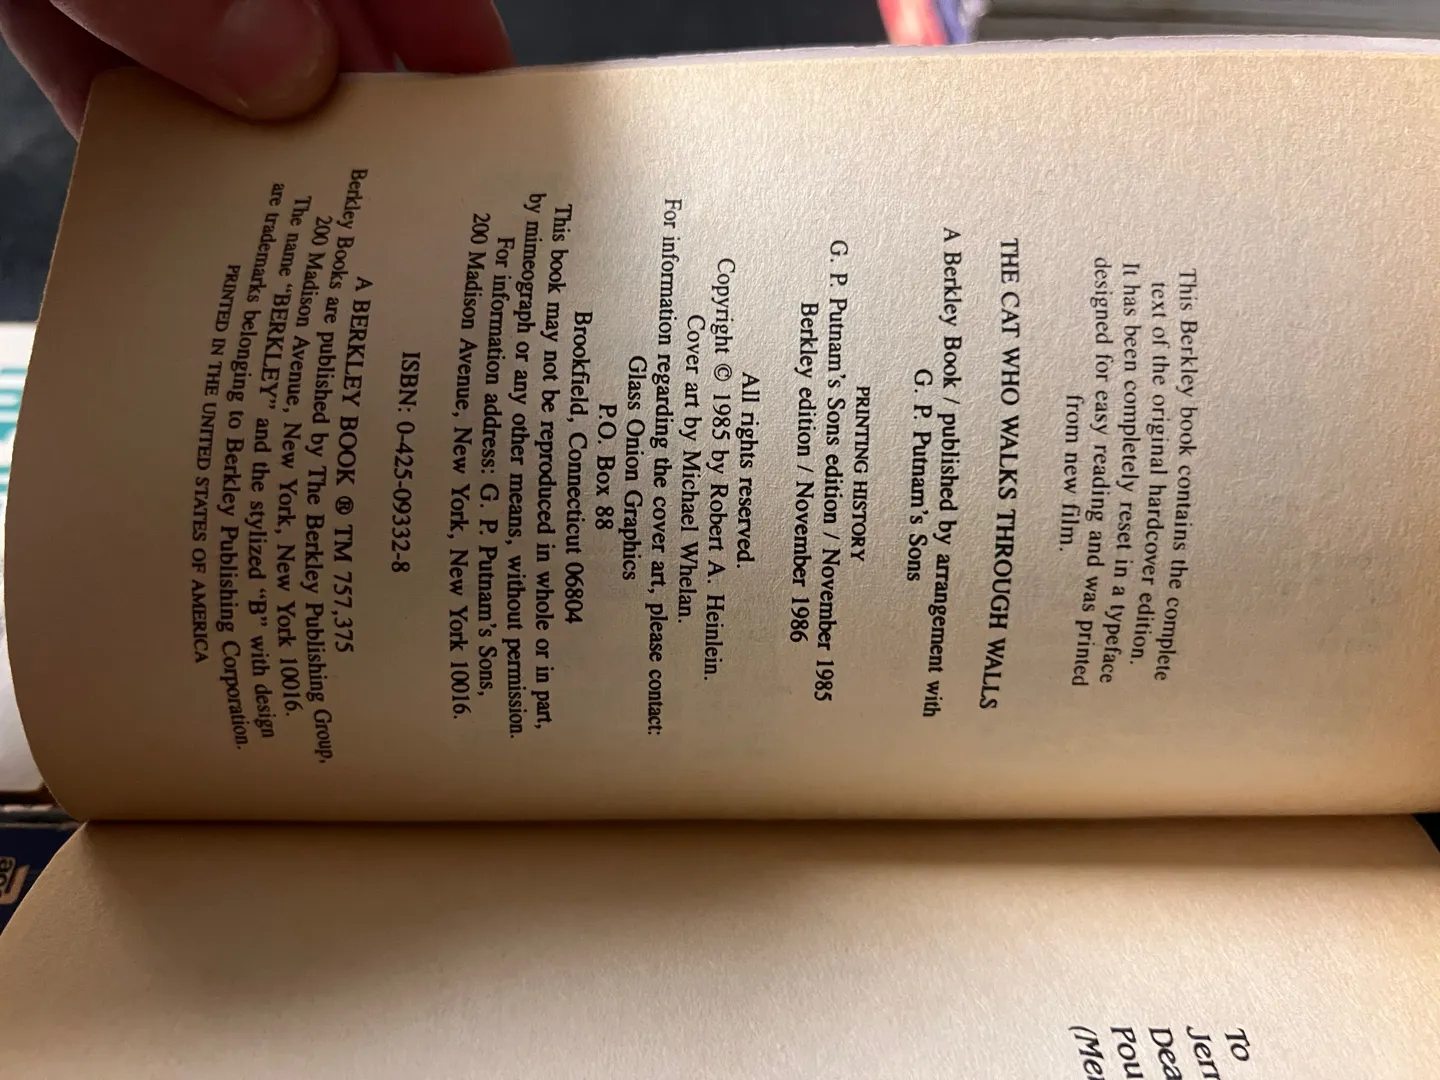 This Berkley book contains the complete
text of the original hardcover edition.
It has been completely reset in a typeface
designed for easy reading and was printed
from new film.
THE CAT WHO WALKS THROUGH WALLS
A Berkley Book / published by arrangement with
G. P. Putnam's Sons
PRINTING HISTORY
G. P. Putnam's Sons edition / November 1985
Berkley edition / November 1986
All rights reserved.
Copyright © 1985 by Robert A. Heinlein.
Cover art by Michael Whelan.
For information regarding the cover art, please contact:
Glass Onion Graphics
P.O. Box 88
Brookfield, Connecticut 06804
This book may not be reproduced in whole or in part,
by mimeograph or any other means, without permission.
For information address: G. P. Putnam's Sons,
200 Madison Avenue, New York, New York 10016.
ISBN: 0-425-09332-8
A BERKLEY BOOK ® TM 757,375
Berkley Books are published by The Berkley Publishing Group,
200 Madison Avenue, New York, New York 10016.
The name "BERKLEY" and the stylized "B" with design
are trademarks belonging to Berkley Publishing Corporation.
PRINTED IN THE UNITED STATES OF AMERICA
To